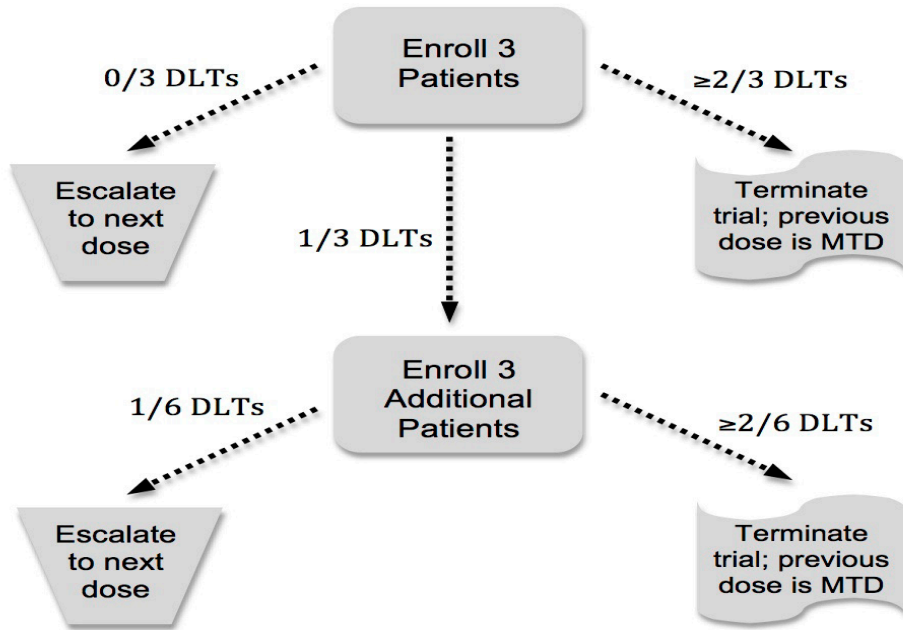 Enroll 3
Patients
0/3 DLTs
≥2/3 DLTs
Escalate
to next
dose
1/3 DLTs
Terminate
trial; previous
dose is MTD
Enroll 3
Additional
Patients
1/6 DLTs
≥2/6 DLTs
Escalate
to next
dose
Terminate
trial; previous
dose is MTD